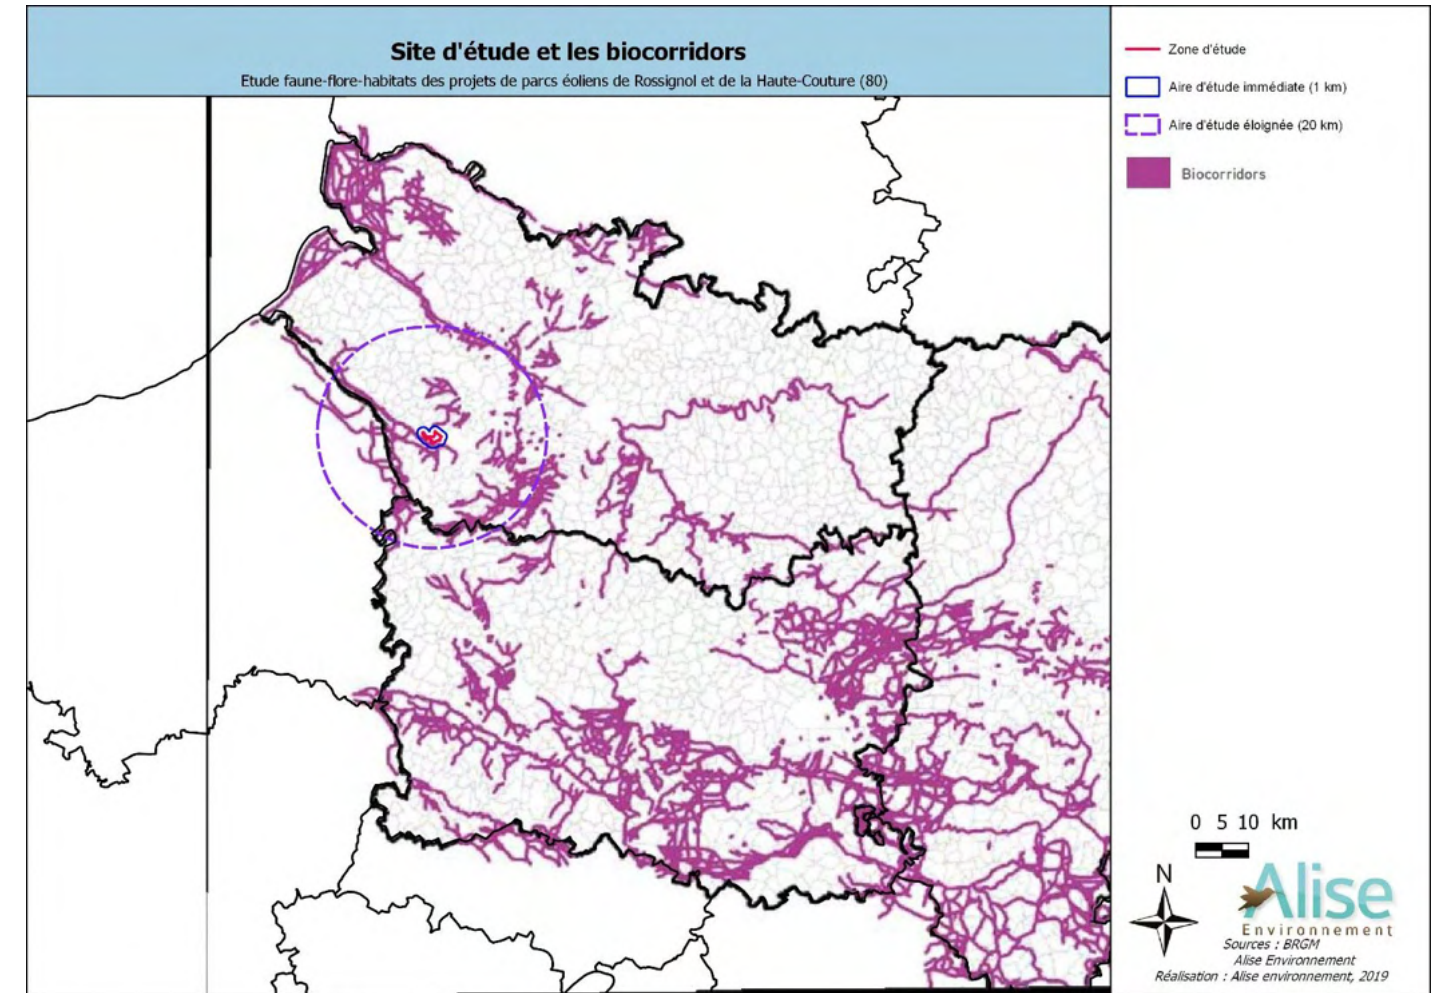 Site d'étude et les biocorridors
Etude faune-flore-habitats des projets de parcs éoliens de Rossignol et de la Haute-Couture (80)
Zone d'étude
Aire d'étude immédiate (1 km)
Aire d'étude éloignée (20 km)
Biocorridors
0 5 10 km
N
Alise
Environnement
Sources : BRGM
Alise Environnement
Réalisation : Alise environnement, 2019